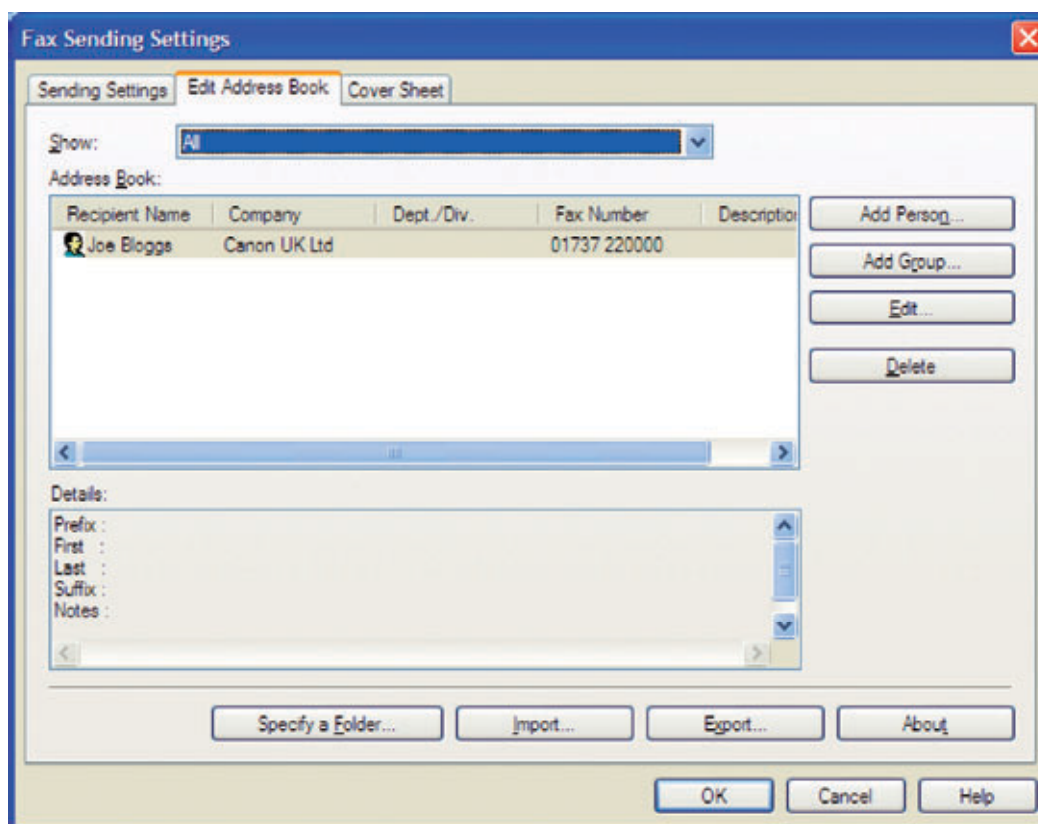 Fax Sending Settings
Sending Settings Edit Address Book Cover Sheet
Show: All
Address Book:
Recipient Name Company Dept./Div. Fax Number Description
Joe Bloggs Canon UK Ltd 01737 220000
Add Person...
Add Group...
Edit...
Delete
Details:
Prefix :
First :
Last :
Suffix :
Notes :
Specify a Folder... Import... Export... About
OK Cancel Help